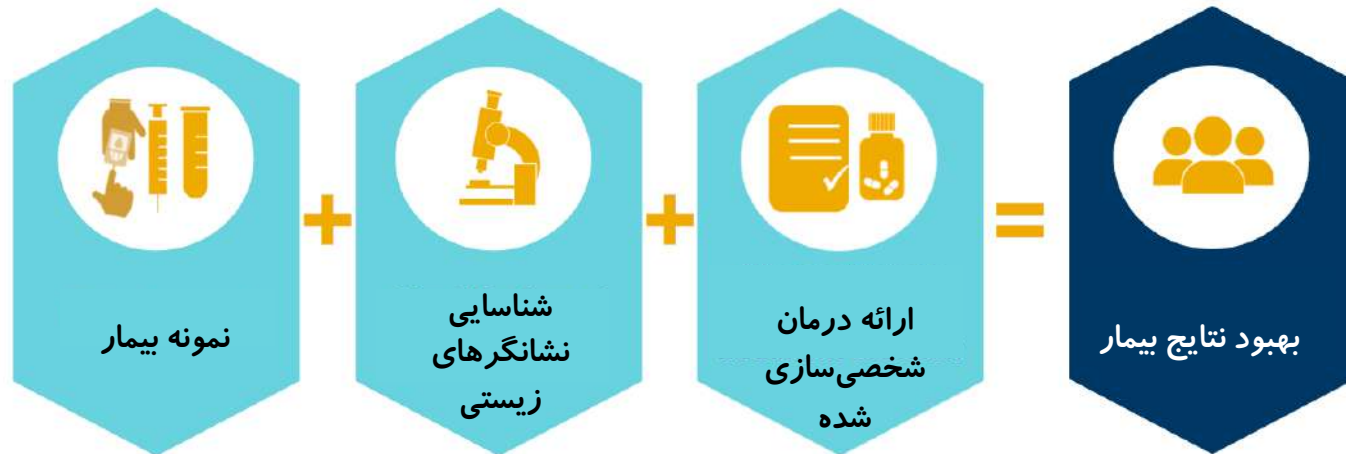 نمونه بیمار
+
شناسایی
نشانگرهای
زیستی
+
ارائه درمان
شخصی‌سازی
شده
=
بهبود نتایج بیمار